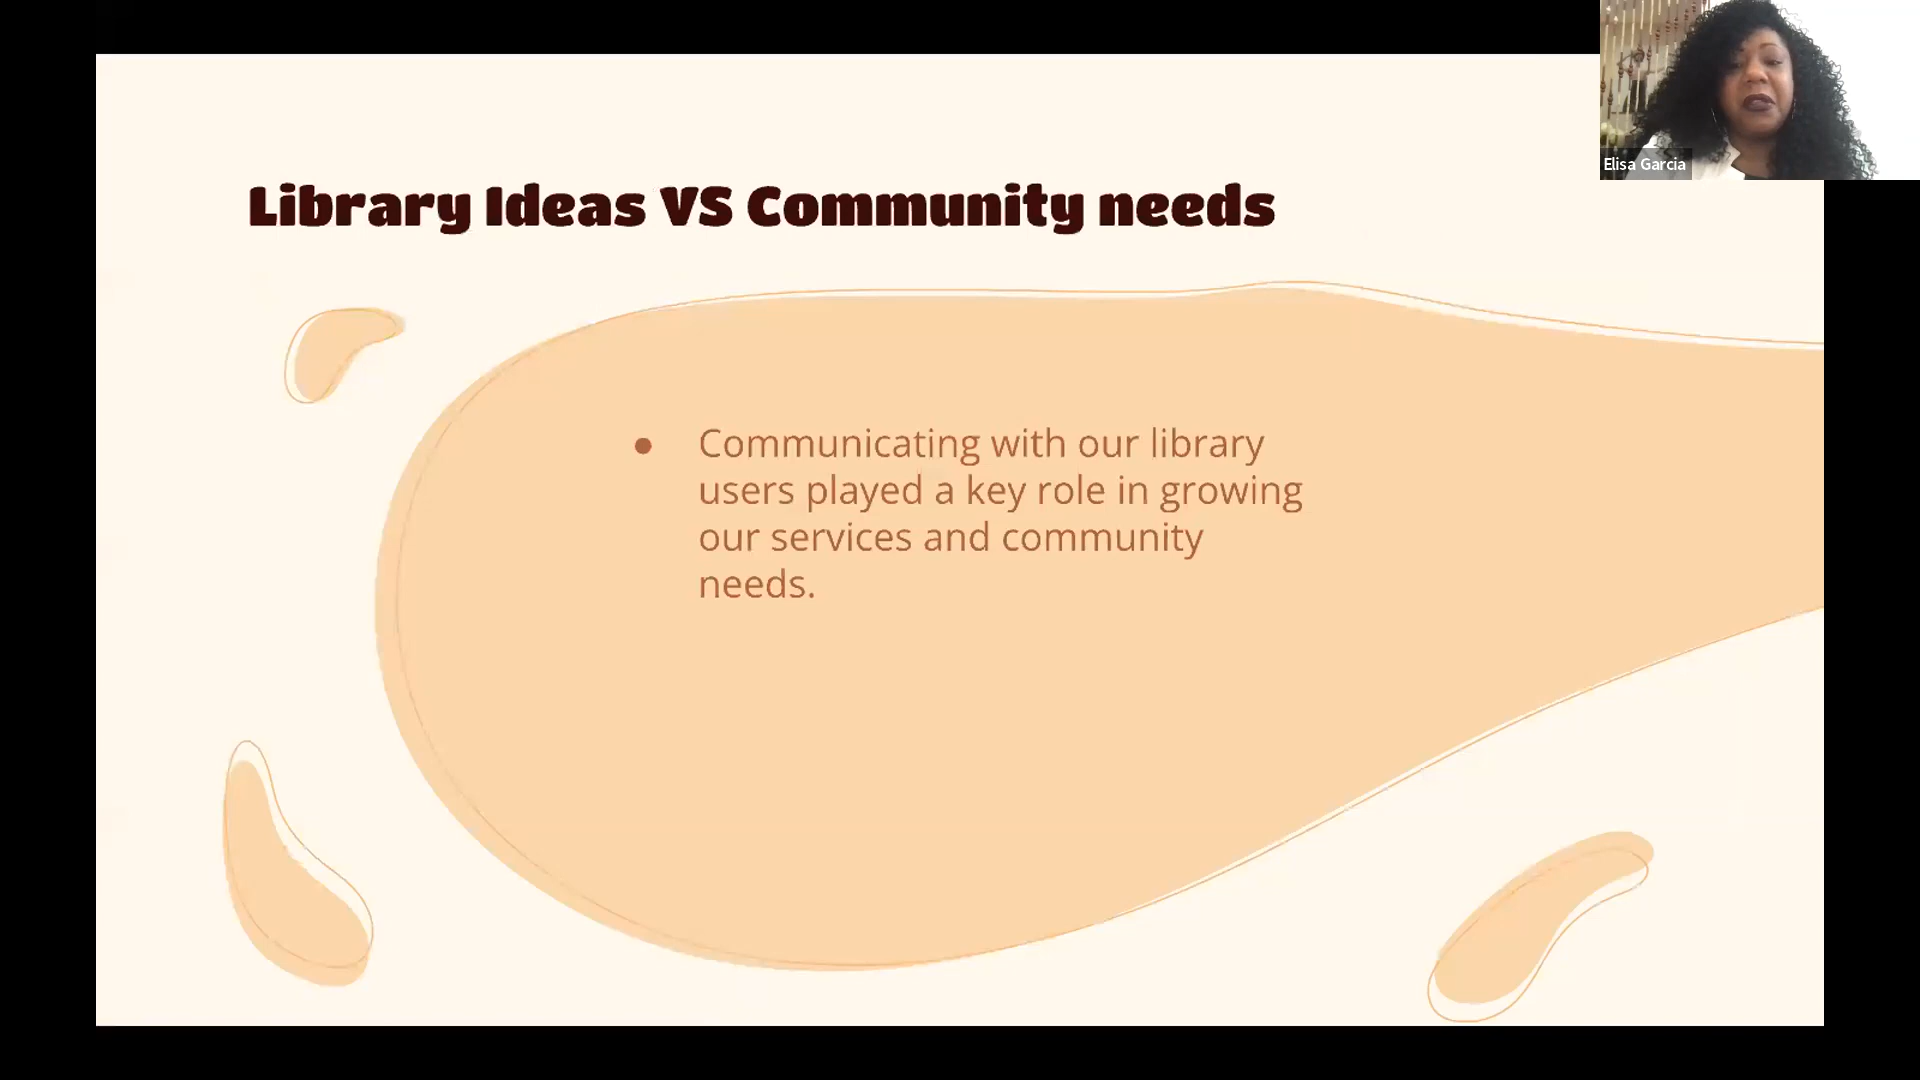 Library Ideas VS Community needs
Elisa Garcia
● Communicating with our library
users played a key role in growing
our services and community
needs.